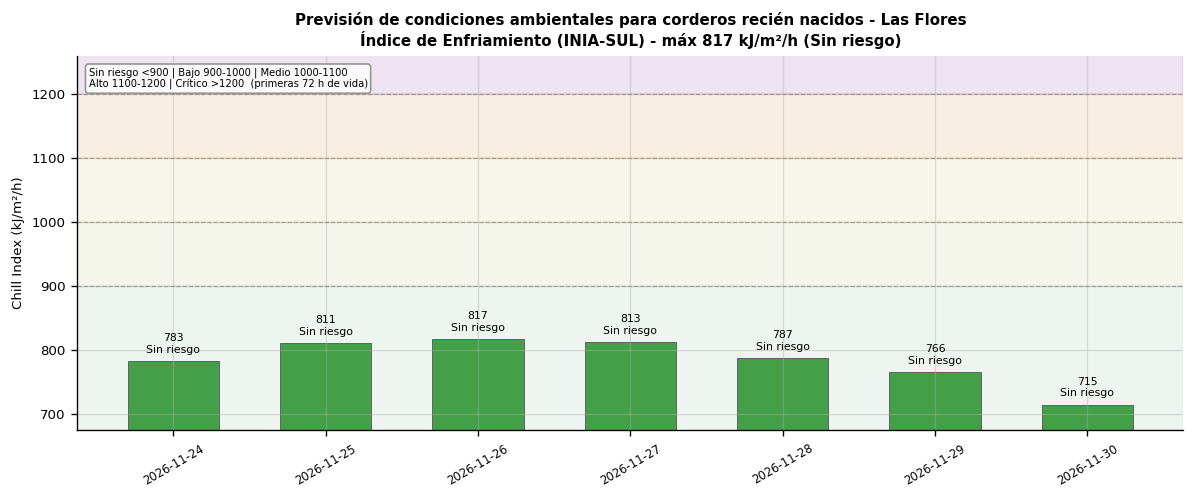 Previsión de condiciones ambientales para corderos recién nacidos - Las Flores
Índice de Enfriamiento (INIA-SUL) - máx 817 kJ/m²/h (Sin riesgo)
Sin riesgo <900 | Bajo 900-1000 | Medio 1000-1100
Alto 1100-1200 | Crítico >1200  (primeras 72 h de vida)
Chill Index (kJ/m²/h)
1200
1100
1000
900
800
700
783
Sin riesgo
811
Sin riesgo
817
Sin riesgo
813
Sin riesgo
787
Sin riesgo
766
Sin riesgo
715
Sin riesgo
2026-11-24
2026-11-25
2026-11-26
2026-11-27
2026-11-28
2026-11-29
2026-11-30